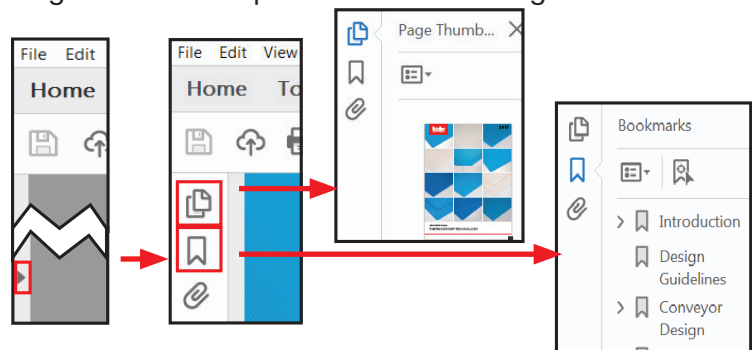 File Edit
Home
File Edit View
Home To
Page Thumb...
Bookmarks
Introduction
Design
Guidelines
Conveyor
Design